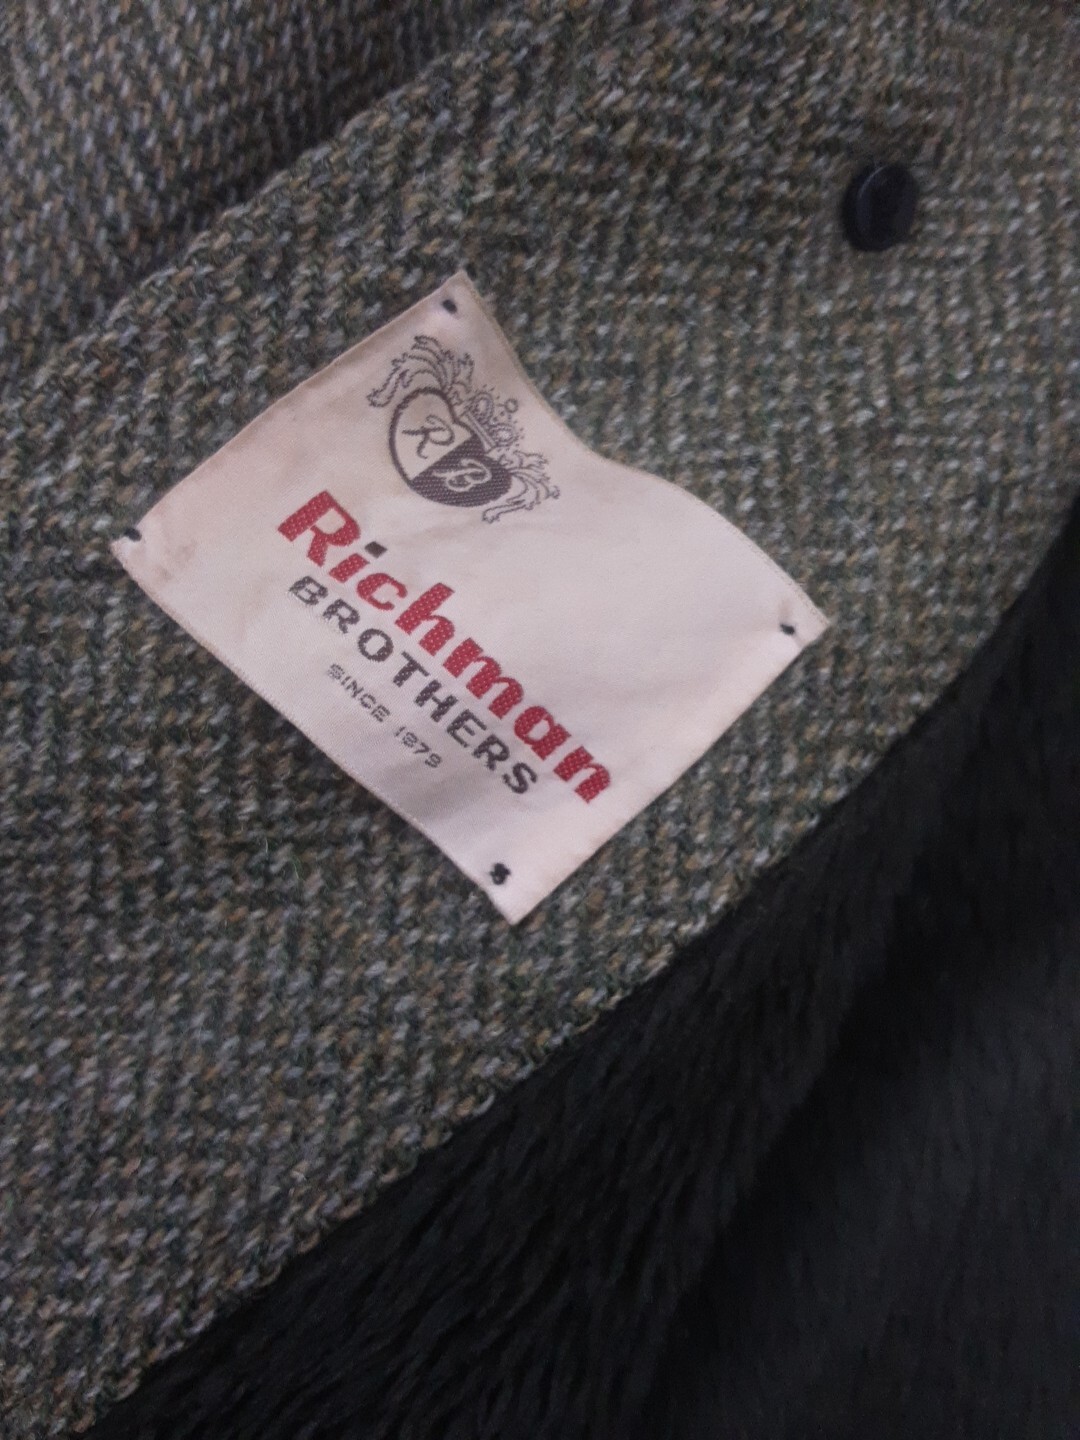 R B
Richman
BROTHERS
SINCE 1879